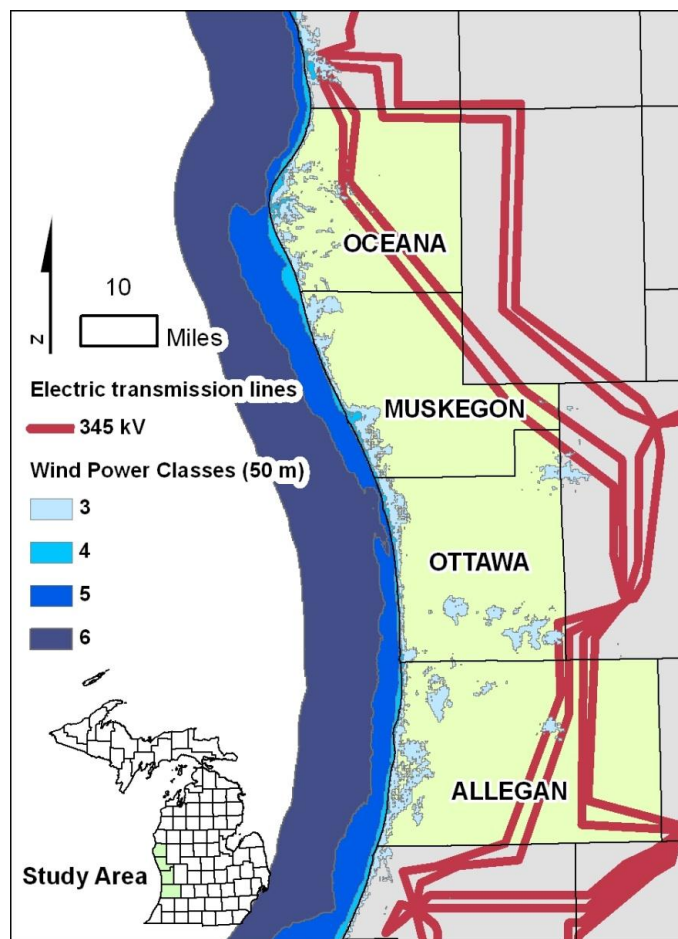 OCEANA
10
Miles
N
Electric transmission lines
345 kV
MUSKEGON
Wind Power Classes (50 m)
3
4
5
6
OTTAWA
ALLEGAN
Study Area